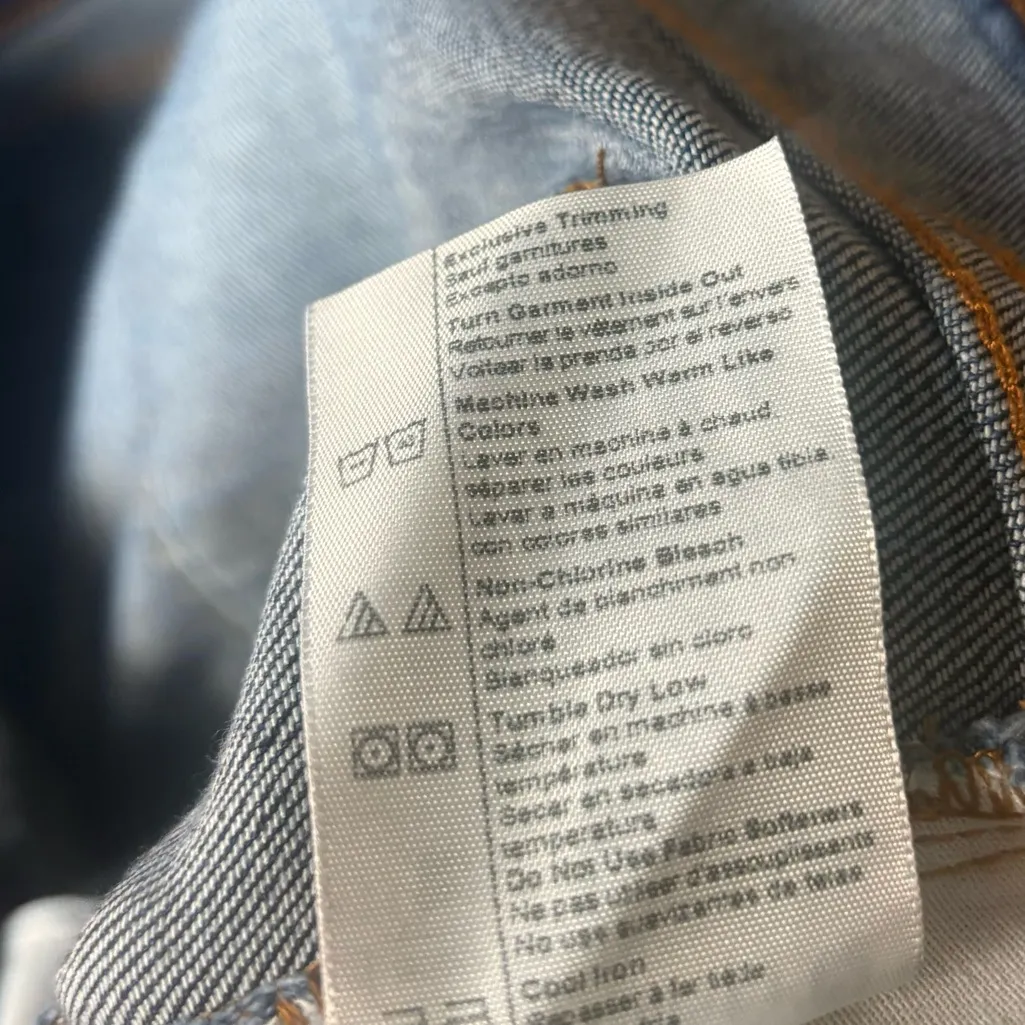 Exclusive Trimming
Sauf garnitures
Excepto adorno
Turn Garment Inside Out
Retourner le vêtement sur l'envers
Voltear la prenda por el reverso
Machine Wash Warm Like
Colors
Laver en machine à chaud
séparer les couleurs
Lavar a máquina en agua tibia
con colores similares
Non-Chlorine Bleach
Agent de blanchiment non
chloré
Blanqueador sin cloro
Tumble Dry Low
Sécher en machine à basse
température
Secar en secadora a baja
temperatura
Do Not Use Fabric Softeners
Ne pas utiliser d'assouplissants
No use suavizantes de telas
Cool Iron
Repasser à fer tiède